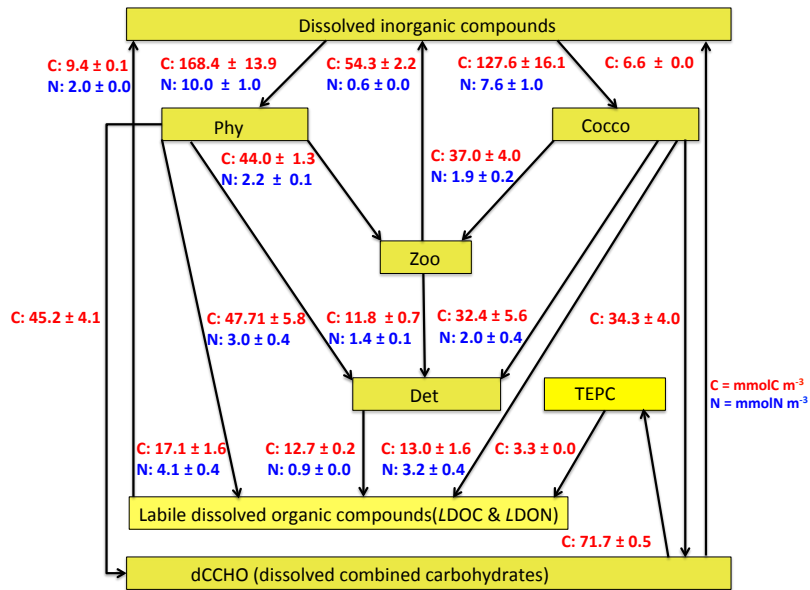 Dissolved inorganic compounds
C: 9.4 ± 0.1
N: 2.0 ± 0.0
C: 168.4 ± 13.9
N: 10.0 ± 1.0
C: 54.3 ± 2.2
N: 0.6 ± 0.0
C: 127.6 ± 16.1
N: 7.6 ± 1.0
C: 6.6 ± 0.0
Phy
Cocco
C: 44.0 ± 1.3
N: 2.2 ± 0.1
C: 37.0 ± 4.0
N: 1.9 ± 0.2
Zoo
C: 45.2 ± 4.1
C: 47.71 ± 5.8
N: 3.0 ± 0.4
C: 11.8 ± 0.7
N: 1.4 ± 0.1
C: 32.4 ± 5.6
N: 2.0 ± 0.4
C: 34.3 ± 4.0
Det
TEPC
C = mmolC m⁻³
N = mmolN m⁻³
C: 17.1 ± 1.6
N: 4.1 ± 0.4
C: 12.7 ± 0.2
N: 0.9 ± 0.0
C: 13.0 ± 1.6
N: 3.2 ± 0.4
C: 3.3 ± 0.0
Labile dissolved organic compounds(LDOC & LDON)
C: 71.7 ± 0.5
dCCHO (dissolved combined carbohydrates)